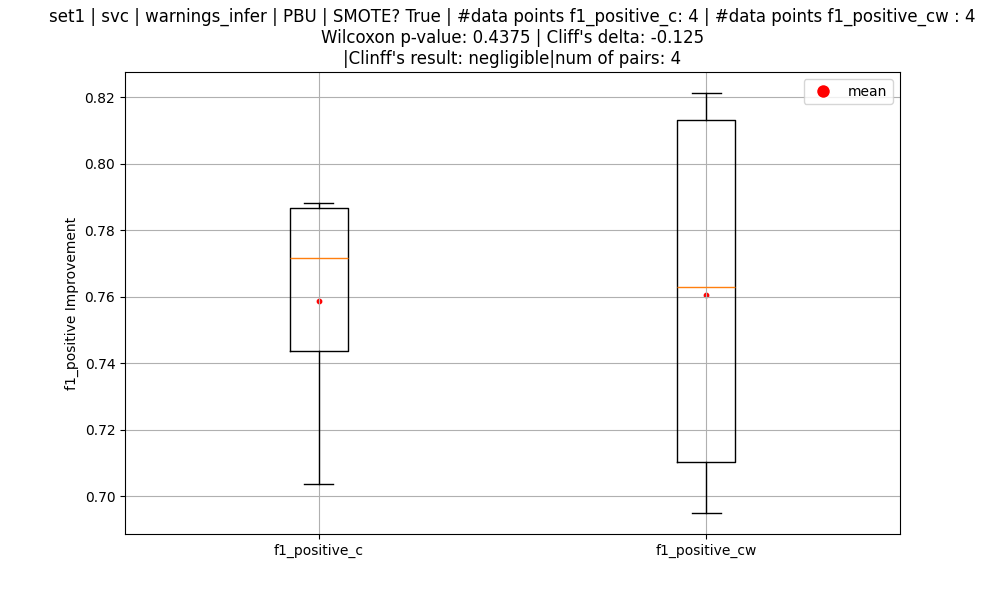 set1 | svc | warnings_infer | PBU | SMOTE? True | #data points f1_positive_c: 4 | #data points f1_positive_cw : 4
Wilcoxon p-value: 0.4375 | Cliff's delta: -0.125
|Clinff's result: negligible|num of pairs: 4
mean
0.82
0.80
0.78
0.76
0.74
0.72
0.70
f1_positive Improvement
f1_positive_c
f1_positive_cw